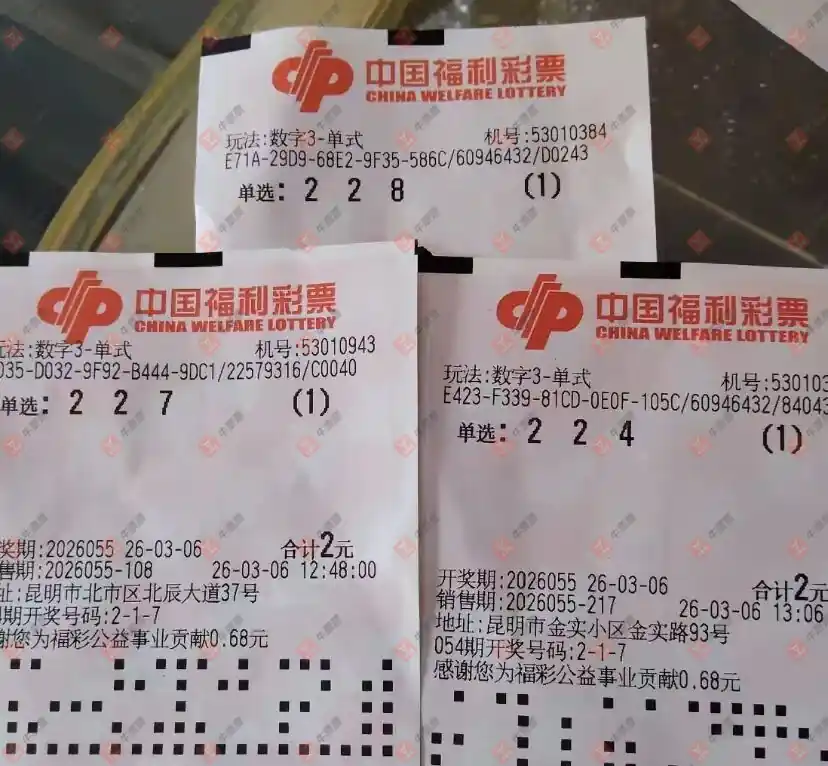 中国福利彩票
CHINA WELFARE LOTTERY
玩法:数字3-单式 机号:53010384
E71A-29D9-68E2-9F35-586C/60946432/D0243
单选: 2 2 8 (1)
中国福利彩票
CHINA WELFARE LOTTERY
法:数字3-单式 机号:53010943
035-D032-9F92-B444-9DC1/22579316/C0040
单选: 2 2 7 (1)
奖期:2026055 26-03-06 合计2元
售期:2026055-108 26-03-06 12:48:00
址:昆明市北市区北辰大道37号
期开奖号码:2-1-7
谢您为福彩公益事业贡献0.68元
中国福利彩票
CHINA WELFARE LOTTERY
玩法:数字3-单式 机号:530103
E423-F339-81CD-0E0F-105C/60946432/84043
单选: 2 2 4 (1)
开奖期:2026055 26-03-06 合计2元
销售期:2026055-217 26-03-06 13:06
地址:昆明市金实小区金实路93号
054期开奖号码:2-1-7
感谢您为福彩公益事业贡献0.68元